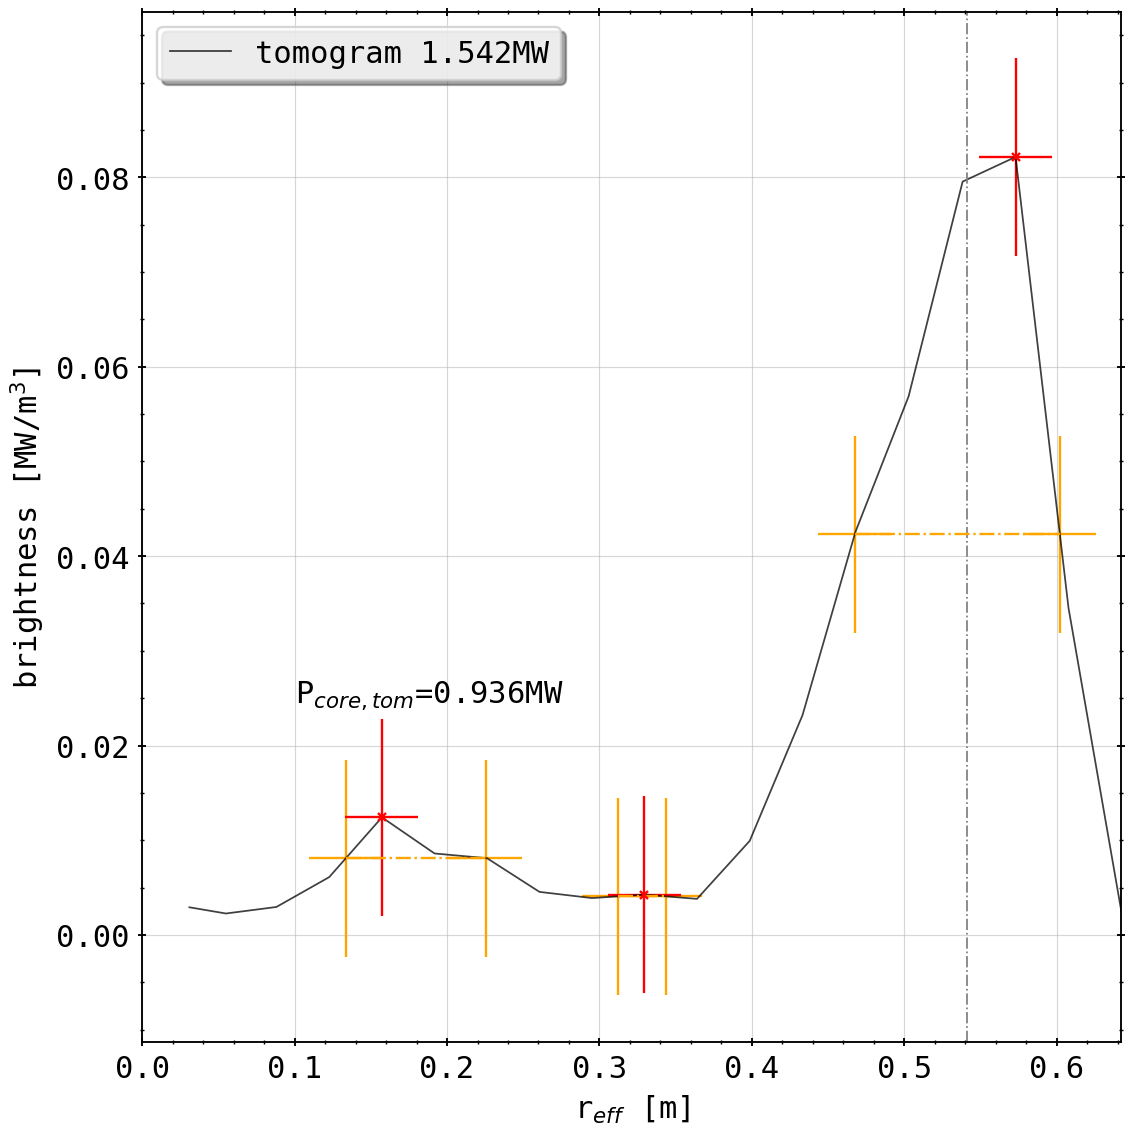 tomogram 1.542MW
brightness [MW/m³]
0.08
0.06
0.04
0.02
0.00
P_core,tom=0.936MW
0.0 0.1 0.2 0.3 0.4 0.5 0.6
r_eff [m]